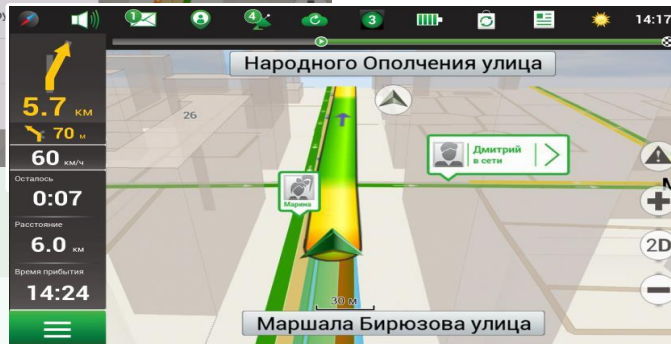 1
4
3
14:17
Народного Ополчения улица
5.7 км
70 м
60 км/ч
Осталось
0:07
Расстояние
6.0 км
Время прибытия
14:24
26
Дмитрий
в сети
Марина
2D
30 м
Маршала Бирюзова улица